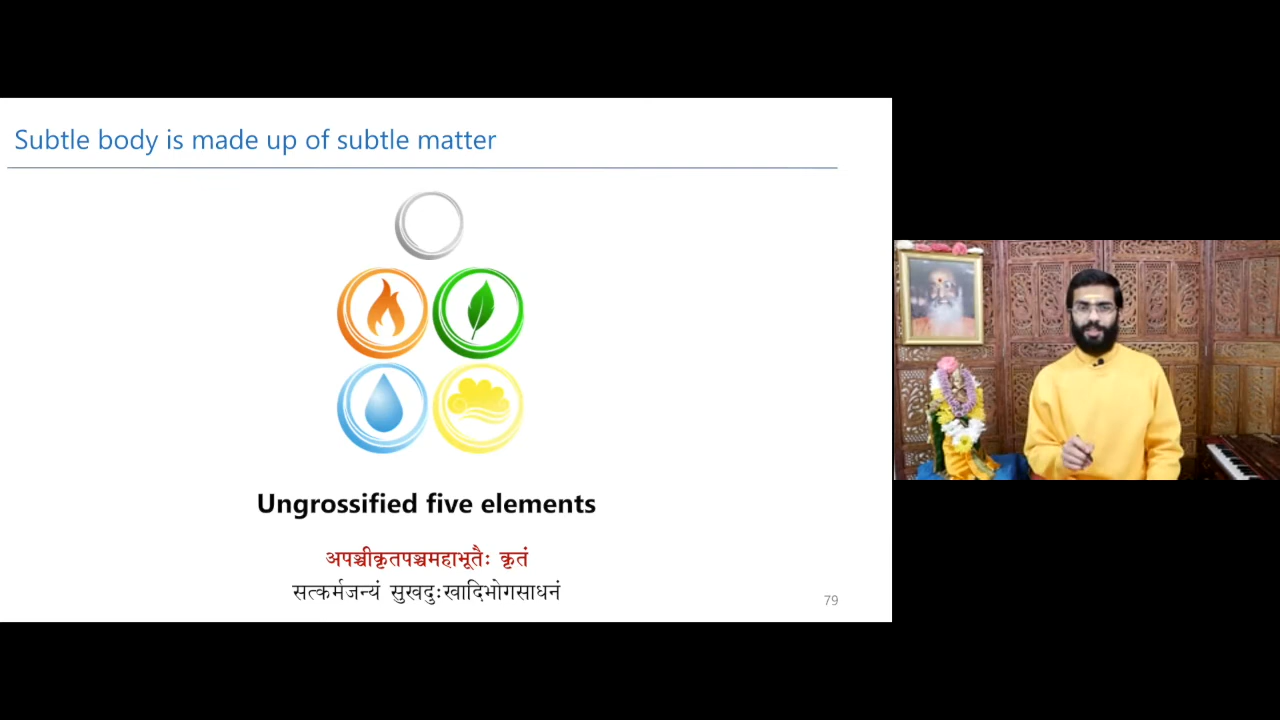 Subtle body is made up of subtle matter
Ungrossified five elements
अपञ्चीकृतपञ्चमहाभूतैः कृतं
सत्कर्मजन्यं सुखदुःखादिभोगसाधनं
79